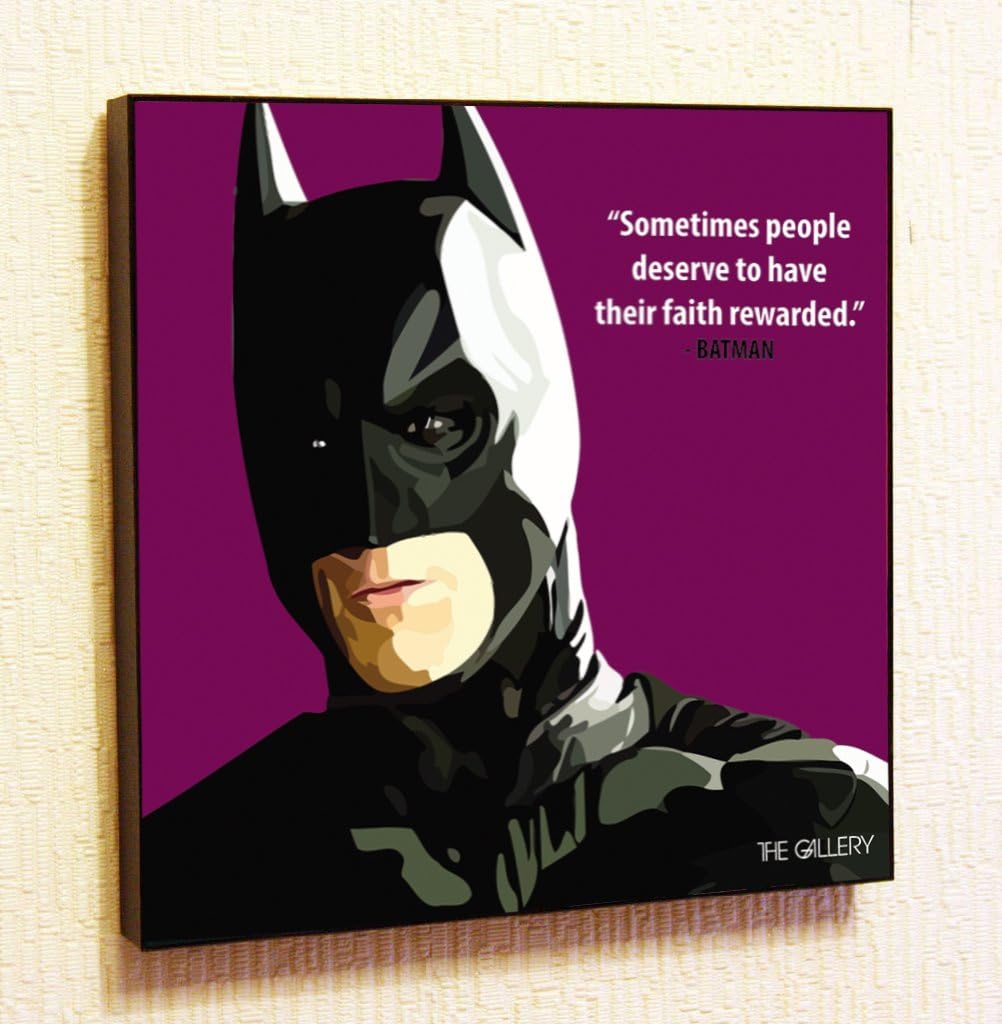 “Sometimes people
deserve to have
their faith rewarded.”
- BATMAN
THE GALLERY